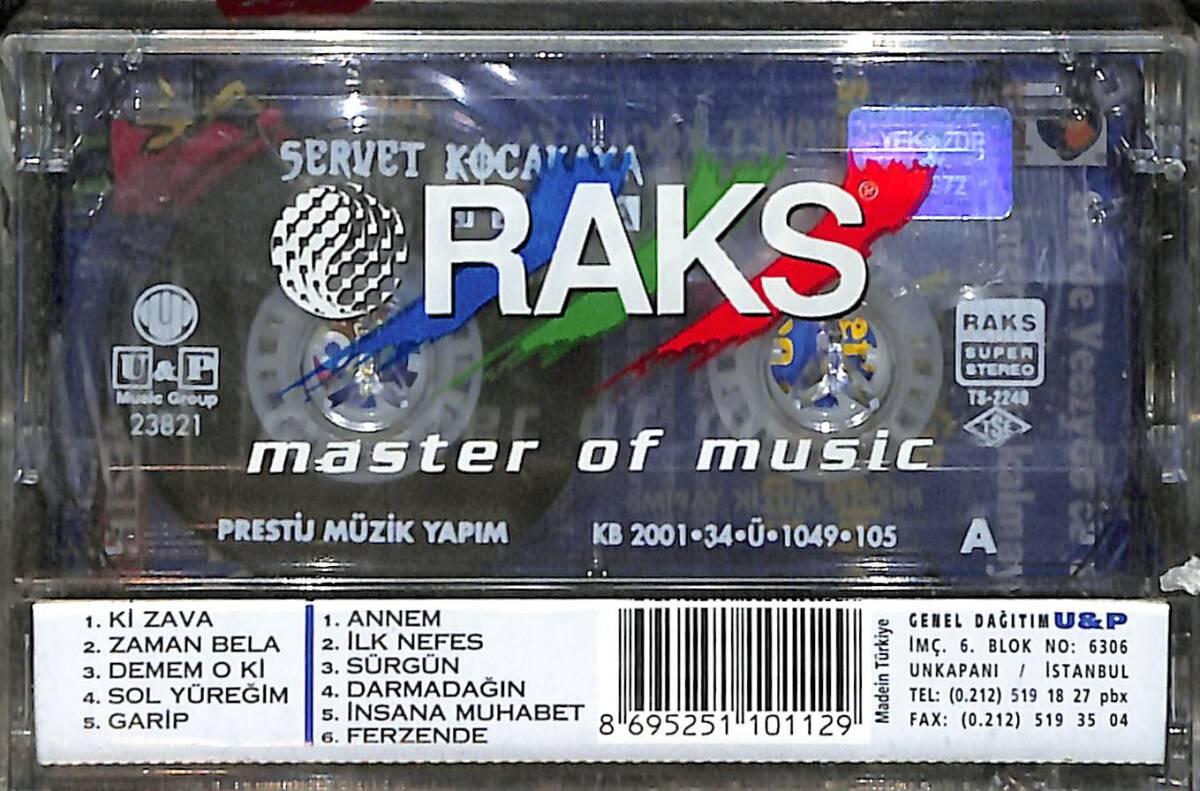 SERVET KOCAKAYA
RAKS®
U&P
Music Group
23821
RAKS
SUPER
STEREO
TS-2240
TSE
master of music
PRESTİJ MÜZİK YAPIM
KB 2001•34•Ü•1049•105
A
1. Kİ ZAVA
2. ZAMAN BELA
3. DEMEM O Kİ
4. SOL YÜREĞİM
5. GARİP
1. ANNEM
2. İLK NEFES
3. SÜRGÜN
4. DARMADAĞIN
5. İNSANA MUHABET
6. FERZENDE
8 695251 101129
Madein Türkiye
GENEL DAĞITIM U&P
İMÇ. 6. BLOK NO: 6306
UNKAPANI / İSTANBUL
TEL: (0.212) 519 18 27 pbx
FAX: (0.212) 519 35 04